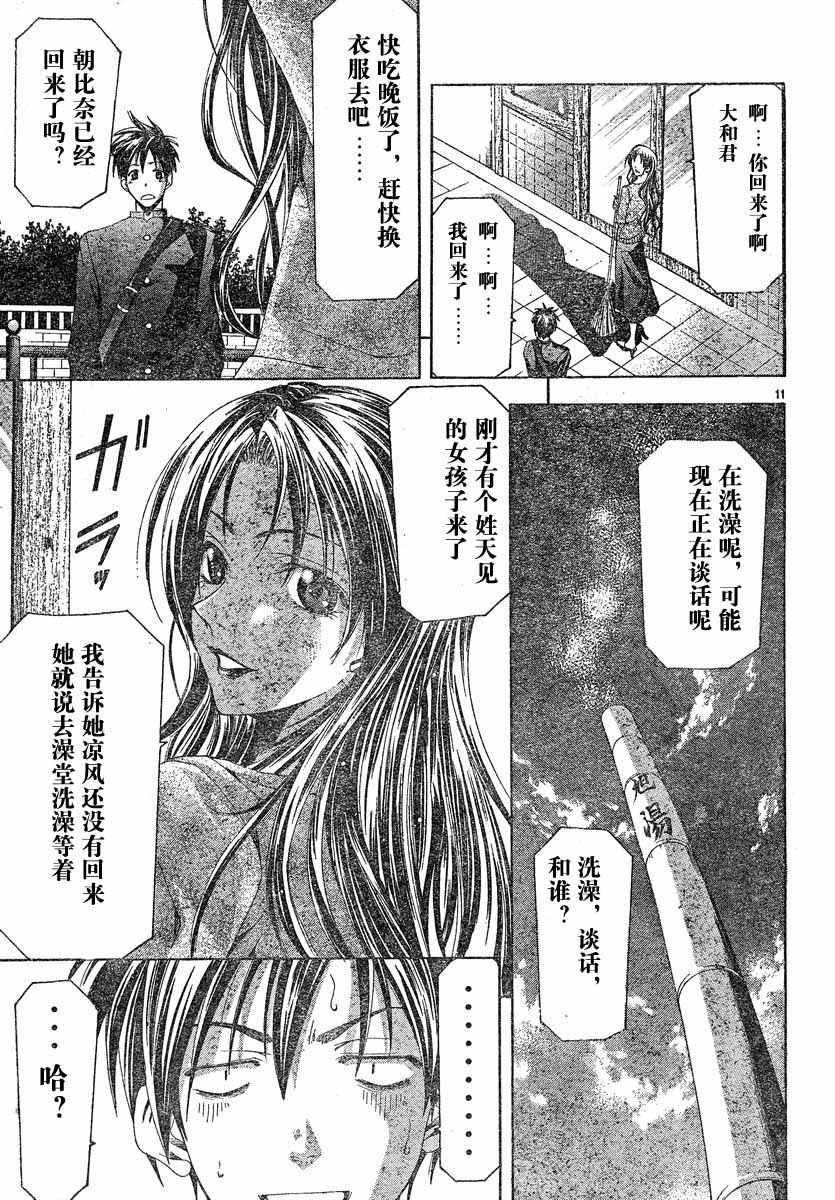 啊…你回来了啊
大和君
啊…啊…
我回来了……
快吃晚饭了，赶快换
衣服去吧……
朝比奈已经
回来了吗？
11
在洗澡呢，可能
现在正在谈话呢
旭
湯
洗澡，谈话，
和谁？
刚才有个姓天见
的女孩子来了
ガラ
我告诉她凉风还没有回来
她就说去澡堂洗澡等着
………
…哈？